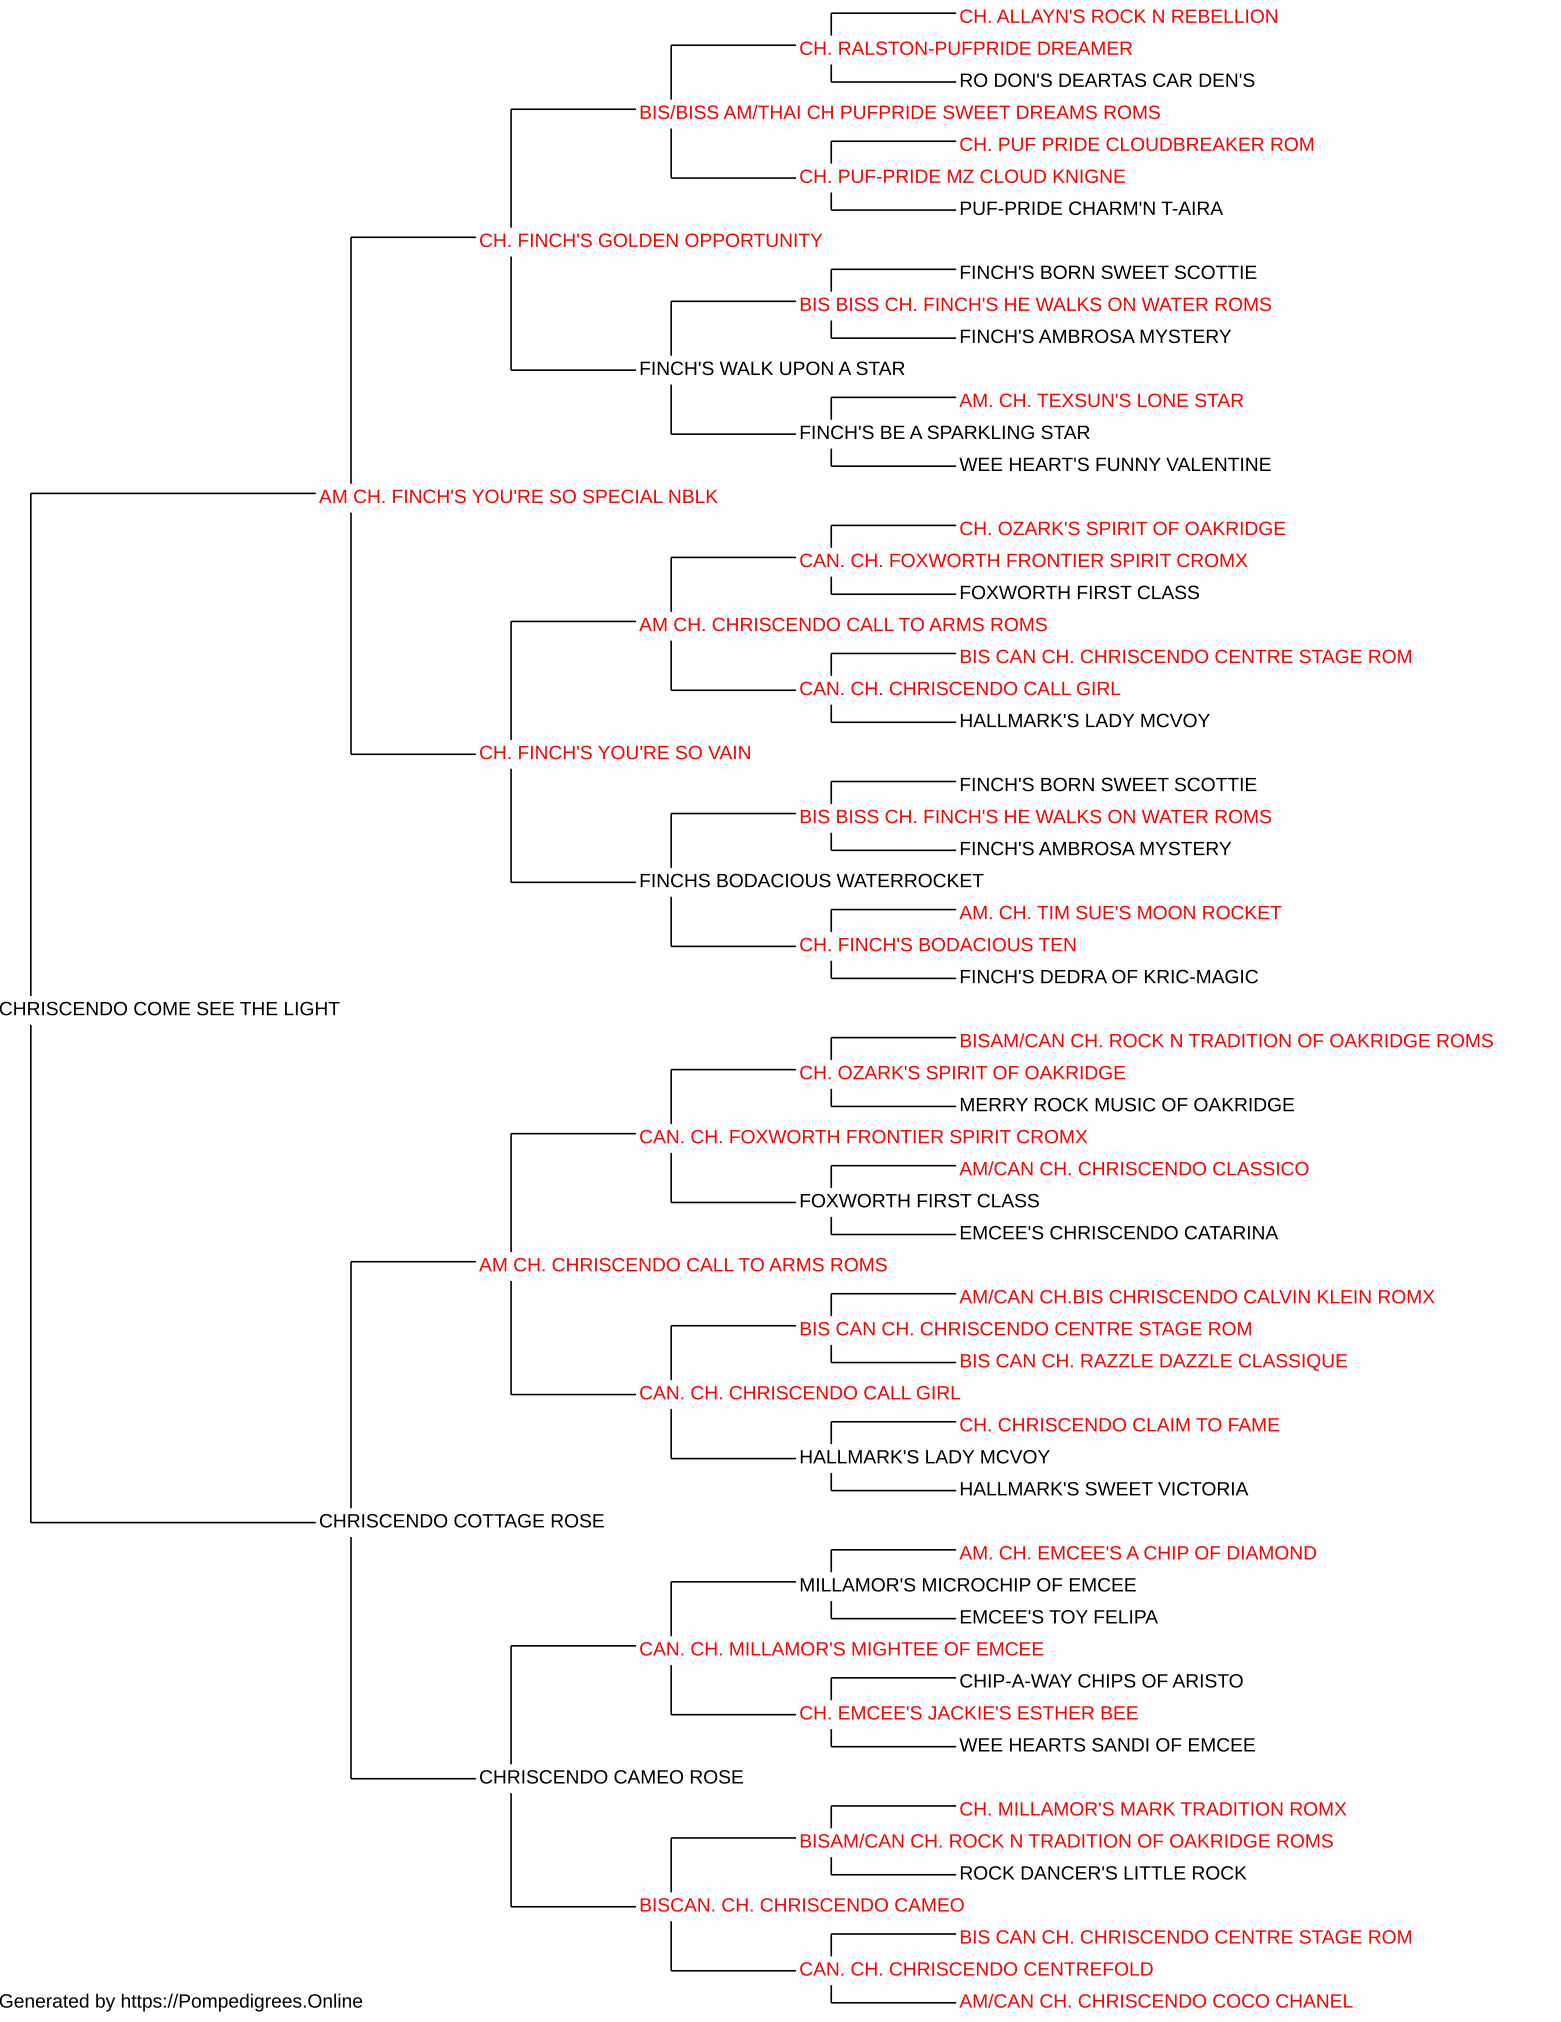 CH. ALLAYN'S ROCK N REBELLION
CH. RALSTON-PUFPRIDE DREAMER
RO DON'S DEARTAS CAR DEN'S
BIS/BISS AM/THAI CH PUFPRIDE SWEET DREAMS ROMS
CH. PUF PRIDE CLOUDBREAKER ROM
CH. PUF-PRIDE MZ CLOUD KNIGNE
PUF-PRIDE CHARM'N T-AIRA
CH. FINCH'S GOLDEN OPPORTUNITY
FINCH'S BORN SWEET SCOTTIE
BIS BISS CH. FINCH'S HE WALKS ON WATER ROMS
FINCH'S AMBROSA MYSTERY
FINCH'S WALK UPON A STAR
AM. CH. TEXSUN'S LONE STAR
FINCH'S BE A SPARKLING STAR
WEE HEART'S FUNNY VALENTINE
AM CH. FINCH'S YOU'RE SO SPECIAL NBLK
CH. OZARK'S SPIRIT OF OAKRIDGE
CAN. CH. FOXWORTH FRONTIER SPIRIT CROMX
FOXWORTH FIRST CLASS
AM CH. CHRISCENDO CALL TO ARMS ROMS
BIS CAN CH. CHRISCENDO CENTRE STAGE ROM
CAN. CH. CHRISCENDO CALL GIRL
HALLMARK'S LADY MCVOY
CH. FINCH'S YOU'RE SO VAIN
FINCH'S BORN SWEET SCOTTIE
BIS BISS CH. FINCH'S HE WALKS ON WATER ROMS
FINCH'S AMBROSA MYSTERY
FINCHS BODACIOUS WATERROCKET
AM. CH. TIM SUE'S MOON ROCKET
CH. FINCH'S BODACIOUS TEN
FINCH'S DEDRA OF KRIC-MAGIC
CHRISCENDO COME SEE THE LIGHT
BISAM/CAN CH. ROCK N TRADITION OF OAKRIDGE ROMS
CH. OZARK'S SPIRIT OF OAKRIDGE
MERRY ROCK MUSIC OF OAKRIDGE
CAN. CH. FOXWORTH FRONTIER SPIRIT CROMX
AM/CAN CH. CHRISCENDO CLASSICO
FOXWORTH FIRST CLASS
EMCEE'S CHRISCENDO CATARINA
AM CH. CHRISCENDO CALL TO ARMS ROMS
AM/CAN CH.BIS CHRISCENDO CALVIN KLEIN ROMX
BIS CAN CH. CHRISCENDO CENTRE STAGE ROM
BIS CAN CH. RAZZLE DAZZLE CLASSIQUE
CAN. CH. CHRISCENDO CALL GIRL
CH. CHRISCENDO CLAIM TO FAME
HALLMARK'S LADY MCVOY
HALLMARK'S SWEET VICTORIA
CHRISCENDO COTTAGE ROSE
AM. CH. EMCEE'S A CHIP OF DIAMOND
MILLAMOR'S MICROCHIP OF EMCEE
EMCEE'S TOY FELIPA
CAN. CH. MILLAMOR'S MIGHTEE OF EMCEE
CHIP-A-WAY CHIPS OF ARISTO
CH. EMCEE'S JACKIE'S ESTHER BEE
WEE HEARTS SANDI OF EMCEE
CHRISCENDO CAMEO ROSE
CH. MILLAMOR'S MARK TRADITION ROMX
BISAM/CAN CH. ROCK N TRADITION OF OAKRIDGE ROMS
ROCK DANCER'S LITTLE ROCK
BISCAN. CH. CHRISCENDO CAMEO
BIS CAN CH. CHRISCENDO CENTRE STAGE ROM
CAN. CH. CHRISCENDO CENTREFOLD
AM/CAN CH. CHRISCENDO COCO CHANEL
Generated by https://Pompedigrees.Online